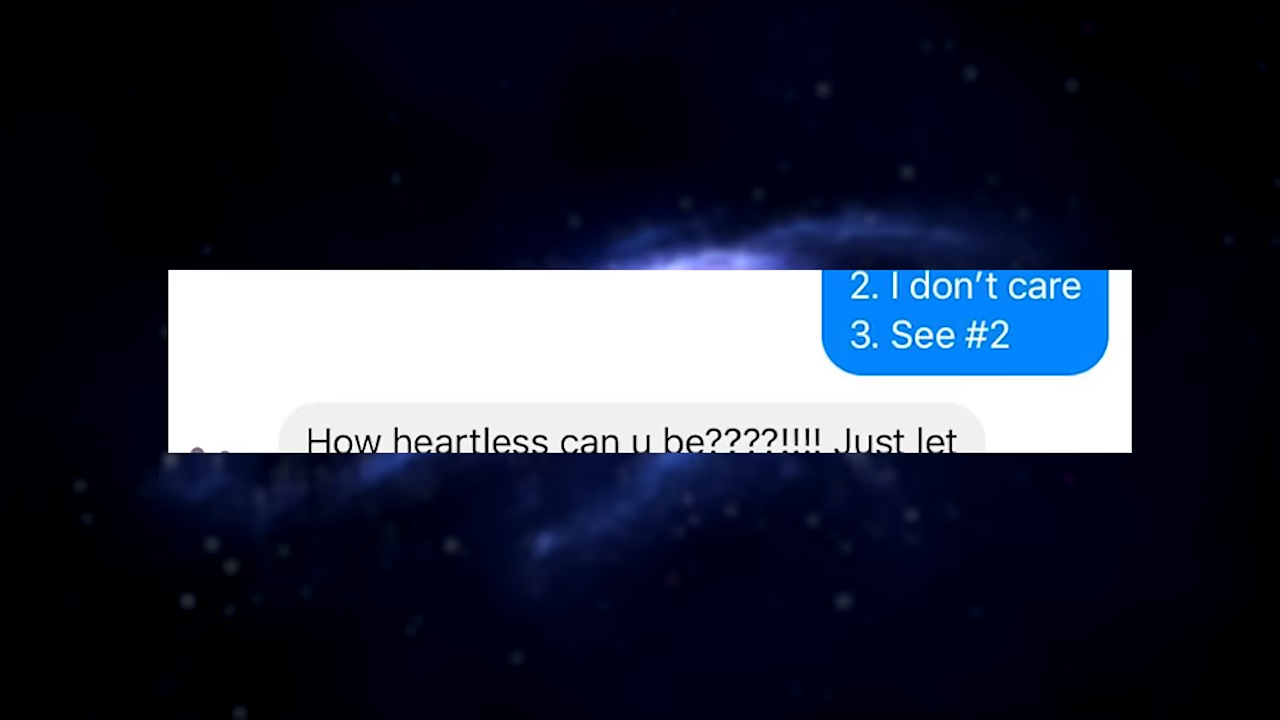 2. I don’t care
3. See #2
How heartless can u be????!!!! Just let